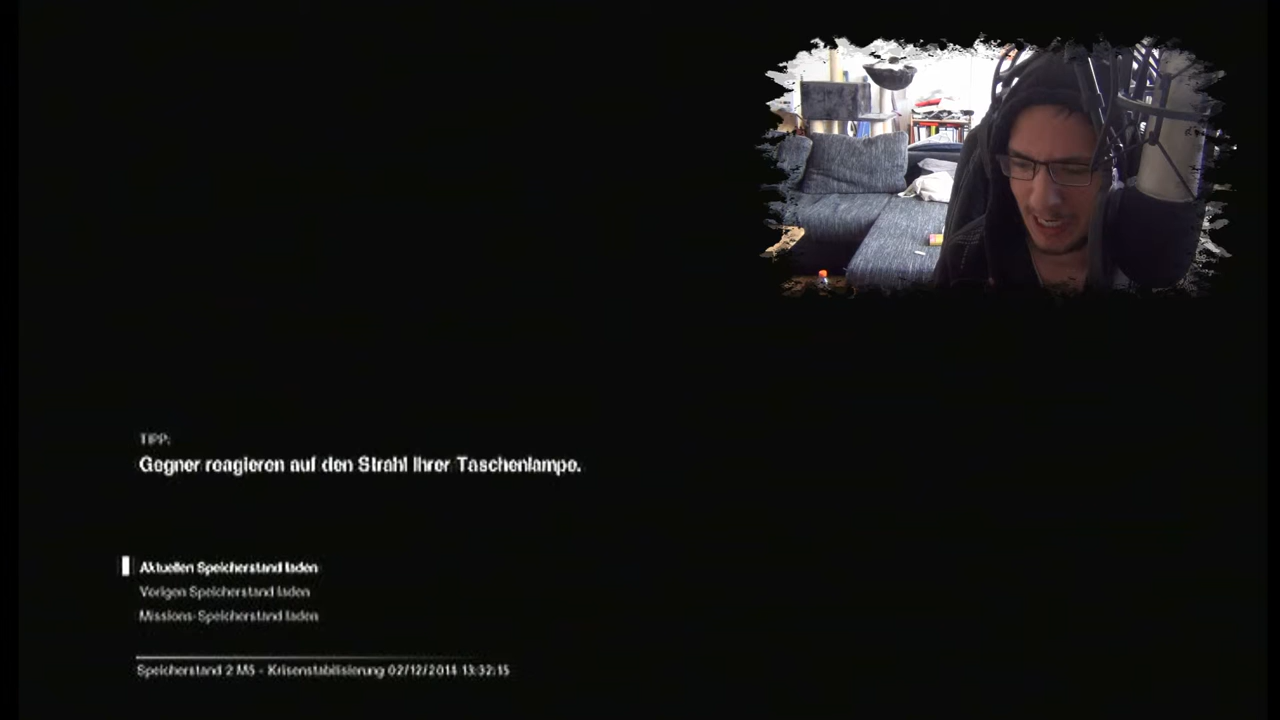 TIPP:
Gegner reagieren auf den Strahl Ihrer Taschenlampe.
Aktuellen Speicherstand laden
Vorigen Speicherstand laden
Missions-Speicherstand laden
Speicherstand 2 M5 - Krisenstabilisierung 02/12/2014 13:32:15